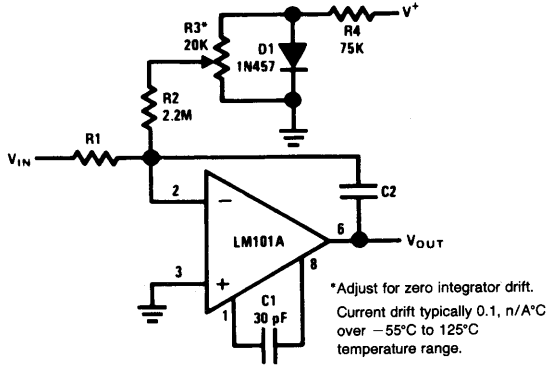 R3*
20K
D1
1N457
R4
75K
V+
R2
2.2M
R1
VIN
C2
2
−
LM101A
6
VOUT
3
+
8
1
C1
30 pF
*Adjust for zero integrator drift.
Current drift typically 0.1, n/A°C
over −55°C to 125°C
temperature range.